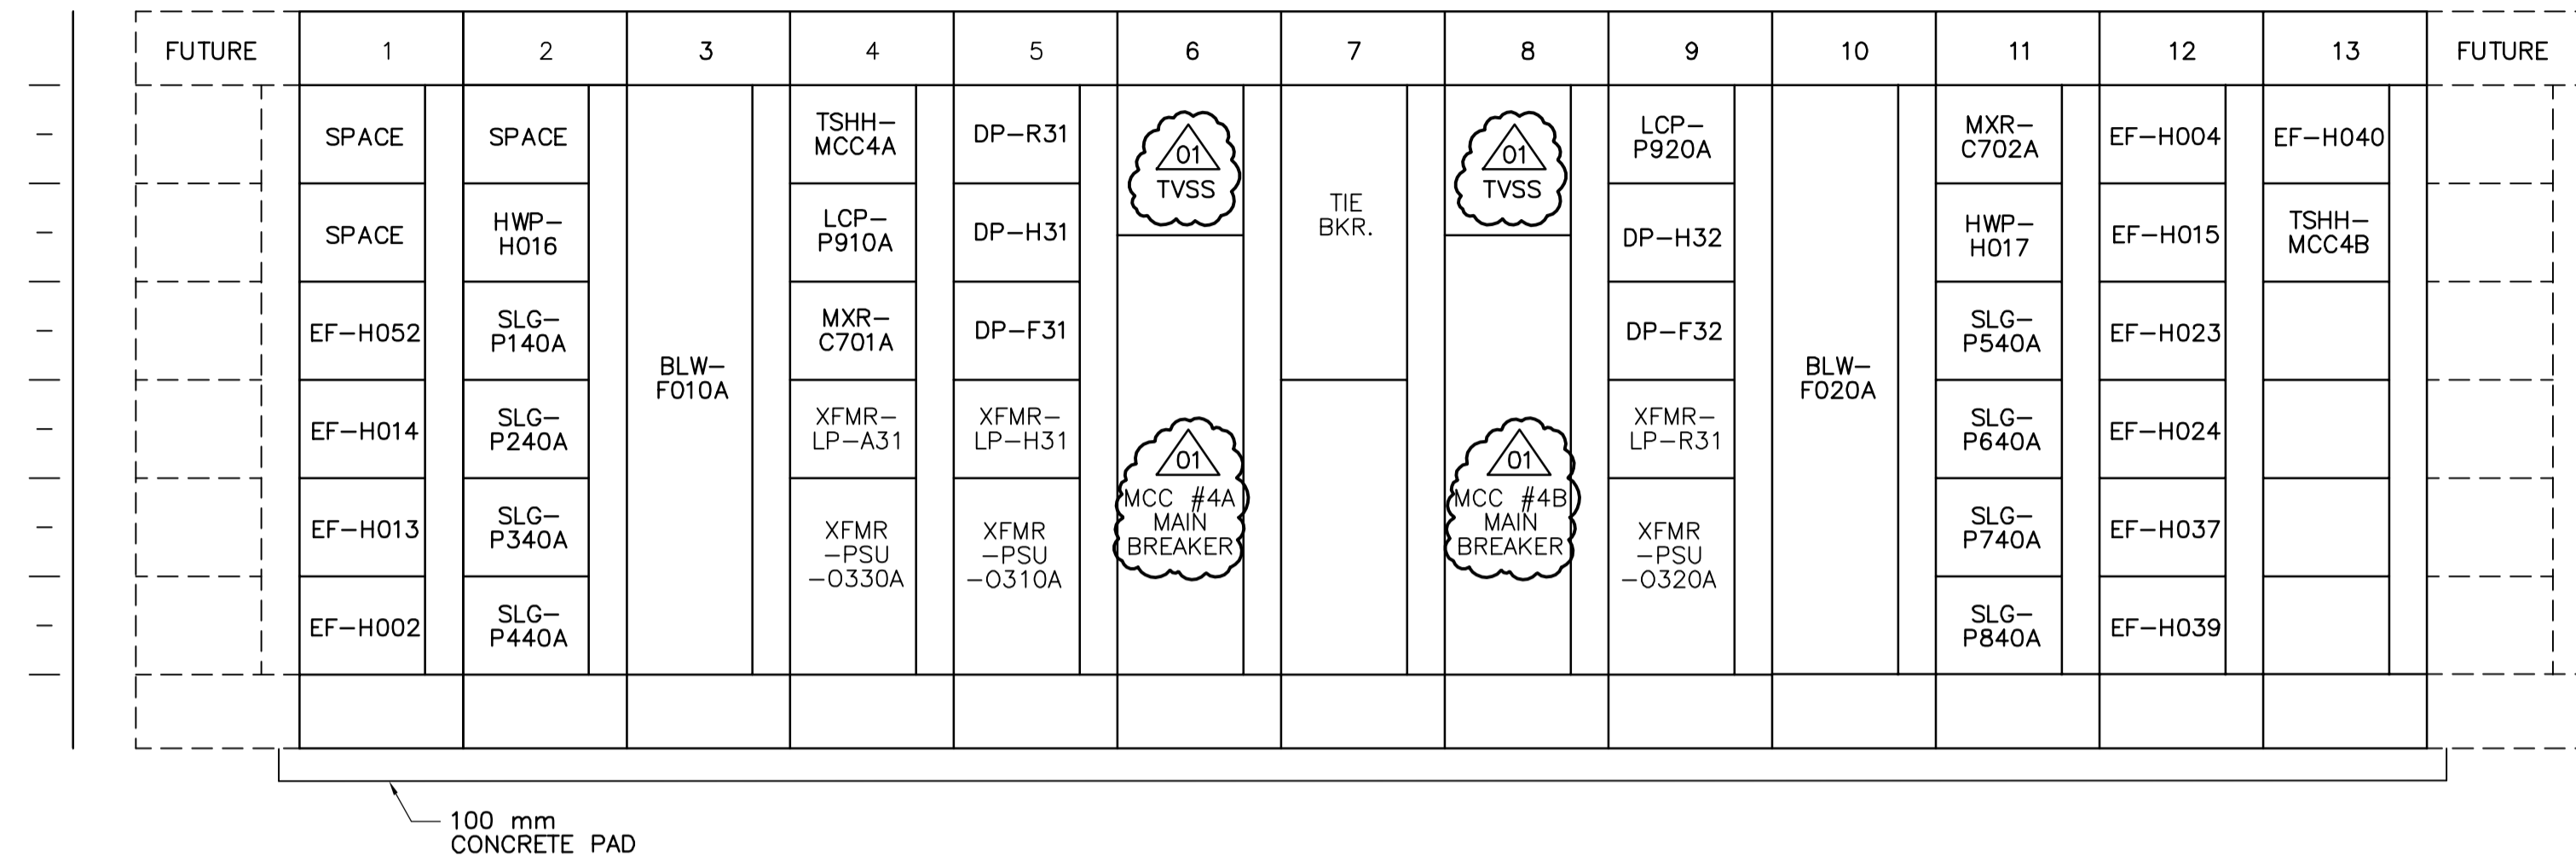 FUTURE 1 2 3 4 5 6 7 8 9 10 11 12 13 FUTURE
SPACE
SPACE
EF-H052
EF-H014
EF-H013
EF-H002
SPACE
HWP-
H016
SLG-
P140A
SLG-
P240A
SLG-
P340A
SLG-
P440A
BLW-
F010A
TSHH-
MCC4A
LCP-
P910A
MXR-
C701A
XFMR-
LP-A31
XFMR
-PSU
-0330A
DP-R31
DP-H31
DP-F31
XFMR-
LP-H31
XFMR
-PSU
-0310A
01
TVSS
01
MCC #4A
MAIN
BREAKER
TIE
BKR.
01
TVSS
01
MCC #4B
MAIN
BREAKER
LCP-
P920A
DP-H32
DP-F32
XFMR-
LP-R31
XFMR
-PSU
-0320A
BLW-
F020A
MXR-
C702A
HWP-
H017
SLG-
P540A
SLG-
P640A
SLG-
P740A
SLG-
P840A
EF-H004
EF-H015
EF-H023
EF-H024
EF-H037
EF-H039
EF-H040
TSHH-
MCC4B
100 mm
CONCRETE PAD